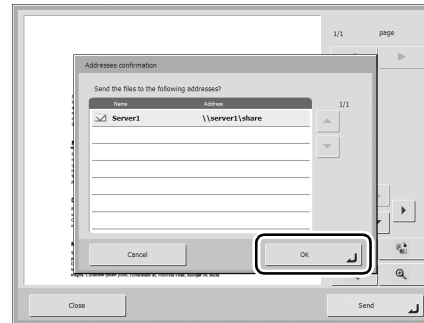 1/1 page
Addresses confirmation
Send the files to the following addresses?
Name Address 1/1
Server1 \\server1\share
Cancel OK
Close Send